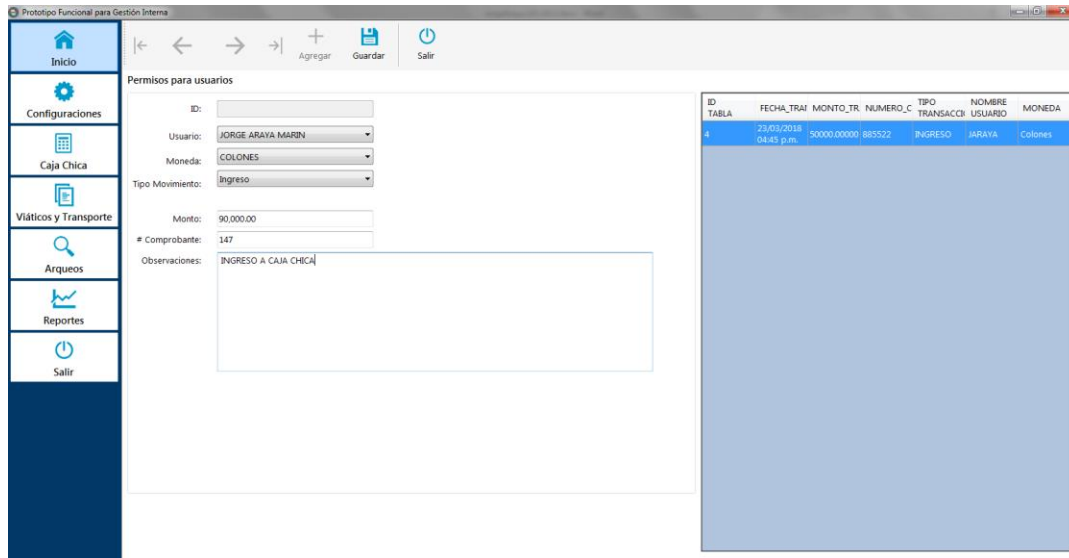 Prototipo Funcional para Gestión Interna
Inicio
Configuraciones
Caja Chica
Viáticos y Transporte
Arqueos
Reportes
Salir
Agregar
Guardar
Salir
Permisos para usuarios
ID:
Usuario: JORGE ARAYA MARIN
Moneda: COLONES
Tipo Movimiento: Ingreso
Monto: 90,000.00
# Comprobante: 147
Observaciones: INGRESO A CAJA CHICA
ID TABLA FECHA_TRAI MONTO_TR. NUMERO_C TIPO TRANSACCI NOMBRE USUARIO MONEDA
4 23/03/2018 04:45 p.m. 50000.00000 885522 INGRESO JARAYA Colones